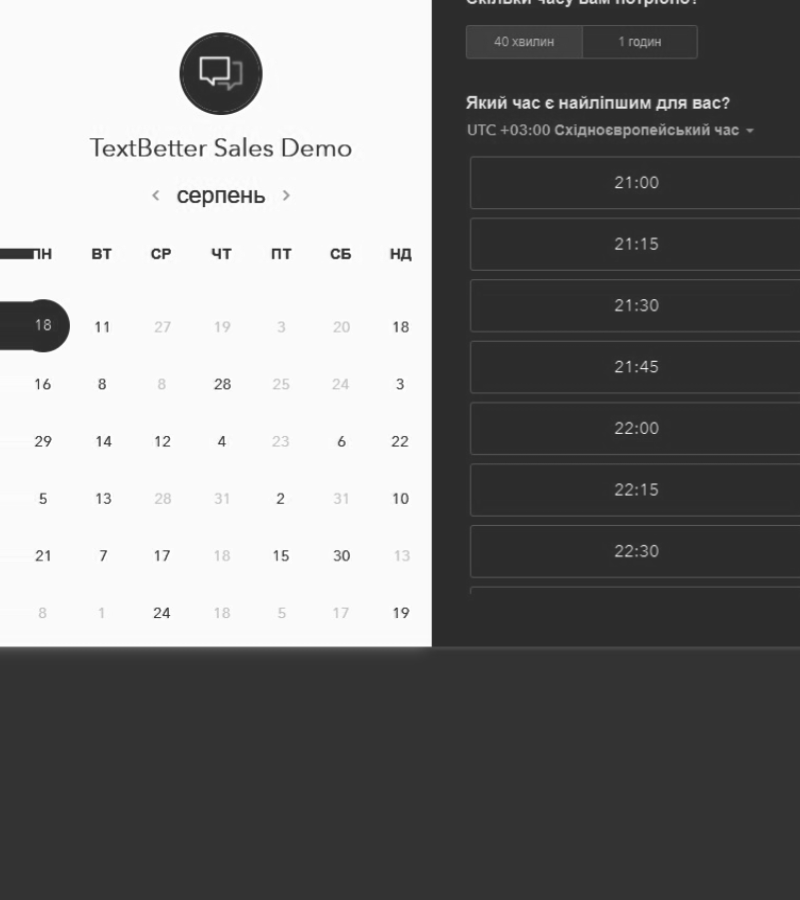 TextBetter Sales Demo
серпень
ПН ВТ СР ЧТ ПТ СБ НД
18 11 27 19 3 20 18
16 8 8 28 25 24 3
29 14 12 4 23 6 22
5 13 28 31 2 31 10
21 7 17 18 15 30 13
8 1 24 18 5 17 19
Скільки часу вам потрібно?
40 хвилин 1 годин
Який час є найліпшим для вас?
UTC +03:00 Східноєвропейський час
21:00
21:15
21:30
21:45
22:00
22:15
22:30